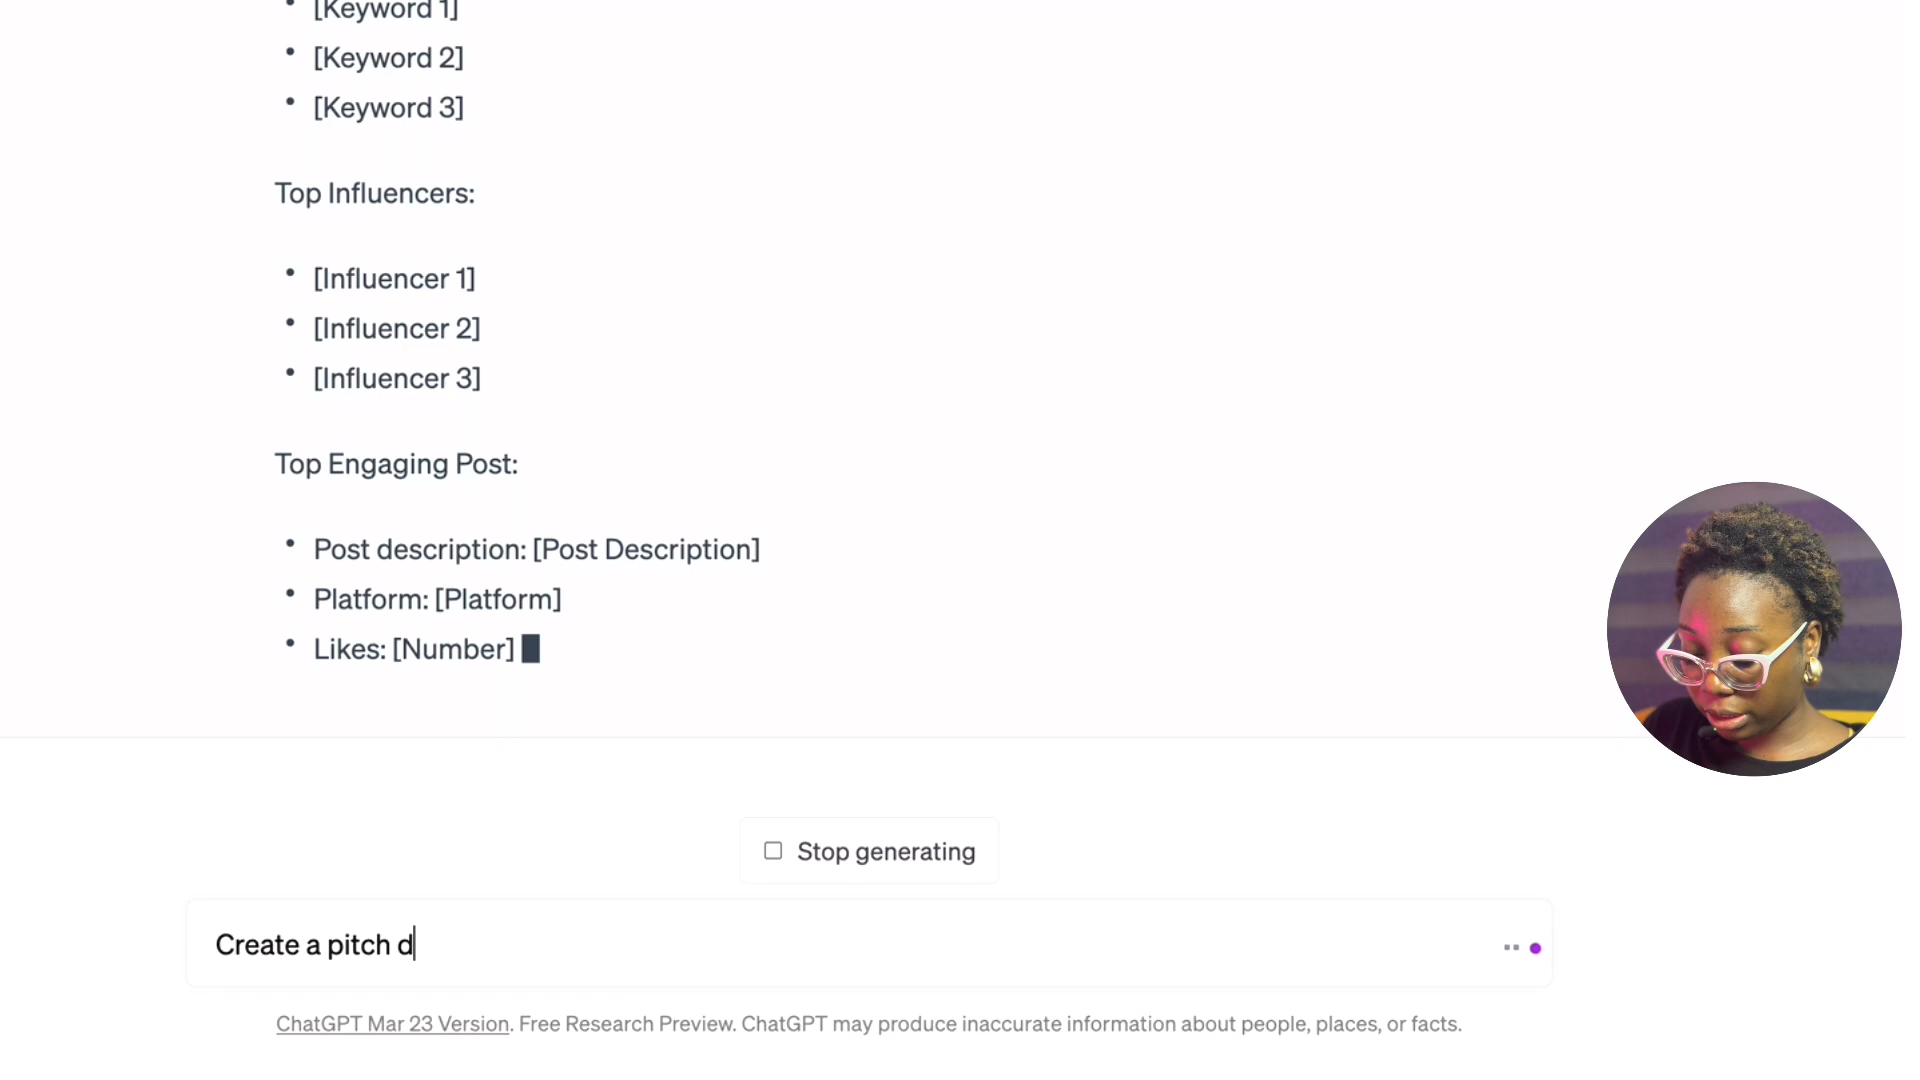 [Keyword 1]
[Keyword 2]
[Keyword 3]
Top Influencers:
[Influencer 1]
[Influencer 2]
[Influencer 3]
Top Engaging Post:
Post description: [Post Description]
Platform: [Platform]
Likes: [Number]
Stop generating
Create a pitch d
ChatGPT Mar 23 Version. Free Research Preview. ChatGPT may produce inaccurate information about people, places, or facts.